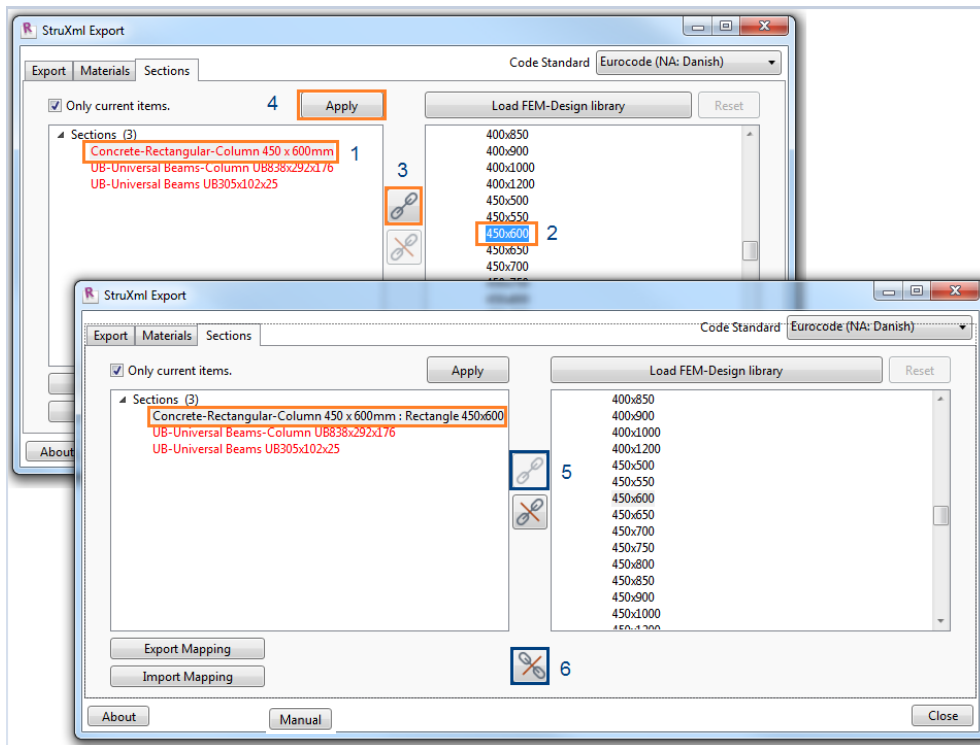 StruXml Export
Code Standard Eurocode (NA: Danish)
Export Materials Sections
Only current items. 4 Apply Load FEM-Design library Reset
Sections (3)
Concrete-Rectangular-Column 450 x 600mm 1
UB-Universal Beams-Column UB838x292x176
UB-Universal Beams UB305x102x25
3
400x850
400x900
400x1000
400x1200
450x500
450x550
450x600 2
450x650
450x700
About
StruXml Export
Code Standard Eurocode (NA: Danish)
Export Materials Sections
Only current items. Apply Load FEM-Design library Reset
Sections (3)
Concrete-Rectangular-Column 450 x 600mm : Rectangle 450x600
UB-Universal Beams-Column UB838x292x176
UB-Universal Beams UB305x102x25
5
400x850
400x900
400x1000
400x1200
450x500
450x550
450x600
450x650
450x700
450x750
450x800
450x850
450x900
450x1000
450x1200
Export Mapping
Import Mapping
6
About Manual Close